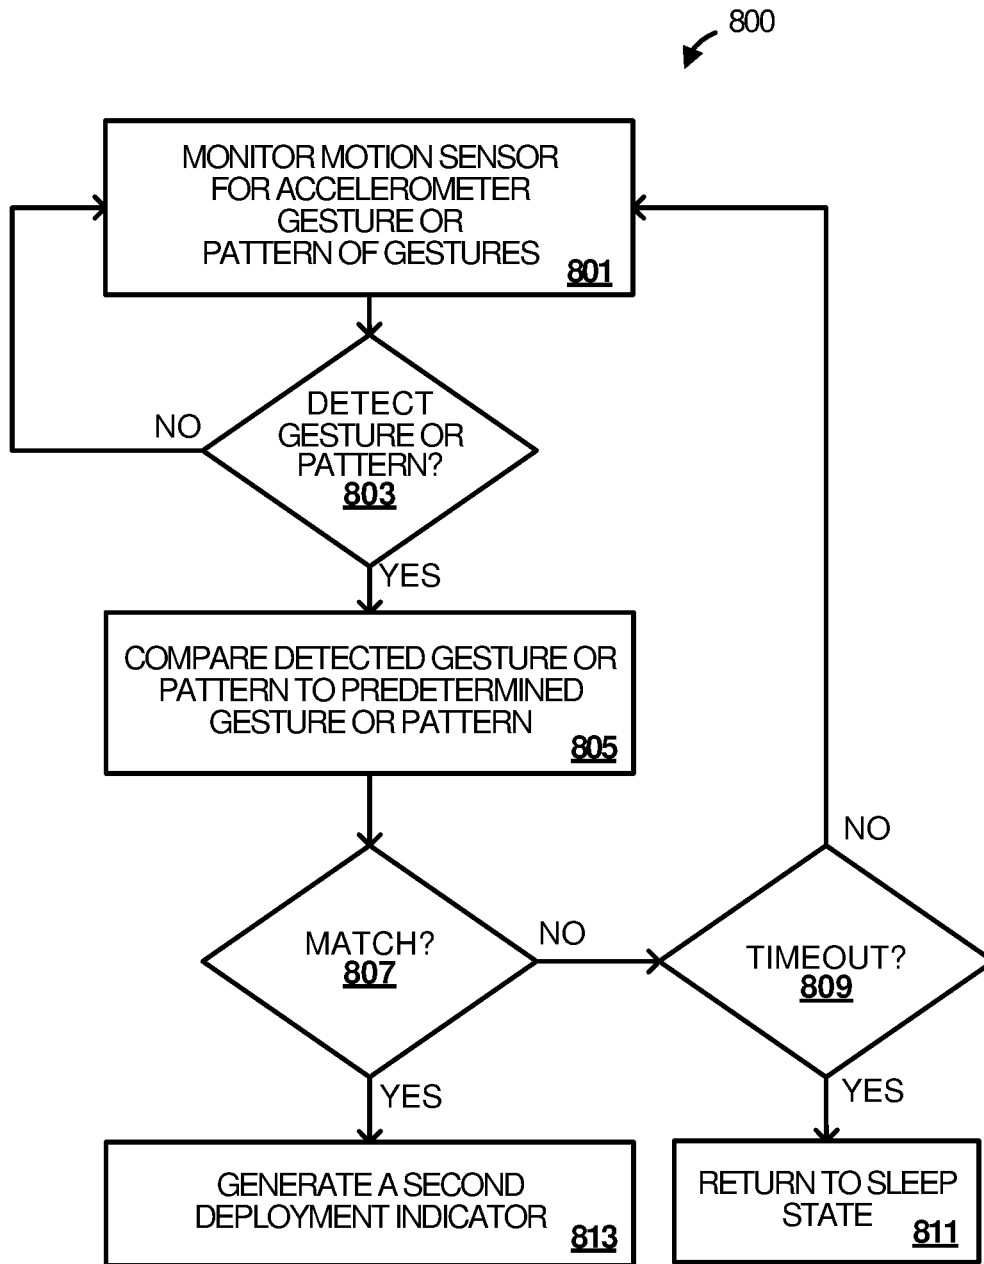 800
MONITOR MOTION SENSOR
FOR ACCELEROMETER
GESTURE OR
PATTERN OF GESTURES
801
DETECT
GESTURE OR
PATTERN?
803
NO
YES
COMPARE DETECTED GESTURE OR
PATTERN TO PREDETERMINED
GESTURE OR PATTERN
805
MATCH?
807
NO
YES
TIMEOUT?
809
NO
YES
GENERATE A SECOND
DEPLOYMENT INDICATOR
813
RETURN TO SLEEP
STATE
811